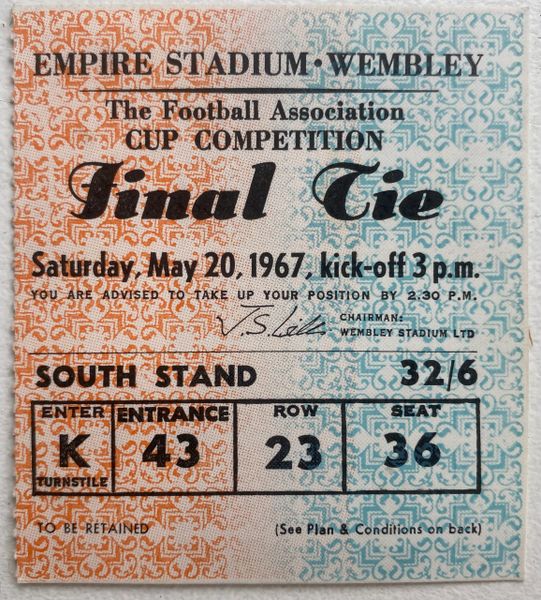 EMPIRE STADIUM • WEMBLEY
The Football Association
CUP COMPETITION
Final Tie
Saturday, May 20, 1967, kick-off 3 p.m.
YOU ARE ADVISED TO TAKE UP YOUR POSITION BY 2.30 P.M.
CHAIRMAN:
WEMBLEY STADIUM LTD
SOUTH STAND 32/6
ENTER ENTRANCE ROW SEAT
K 43 23 36
TURNSTILE
TO BE RETAINED (See Plan & Conditions on back)